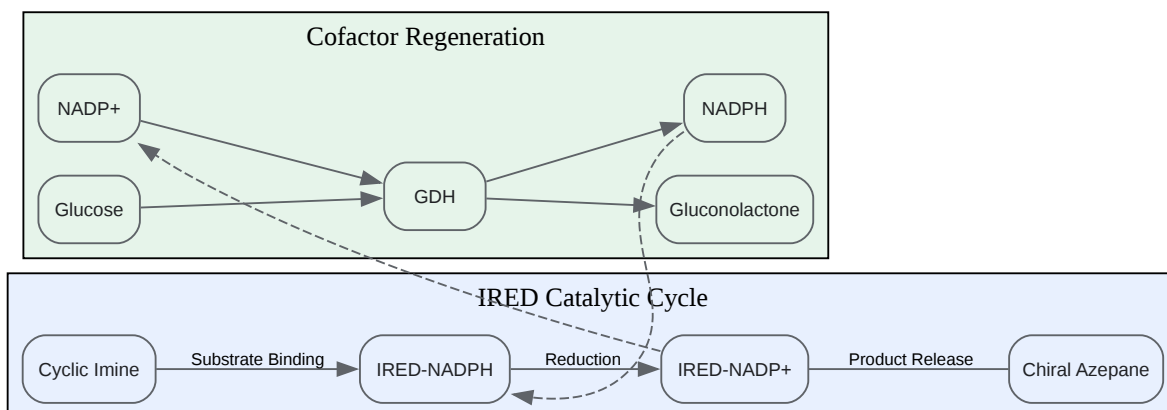 Cofactor Regeneration
NADP+
NADPH
Glucose
GDH
Gluconolactone
IRED Catalytic Cycle
Cyclic Imine
Substrate Binding
IRED-NADPH
Reduction
IRED-NADP+
Product Release
Chiral Azepane